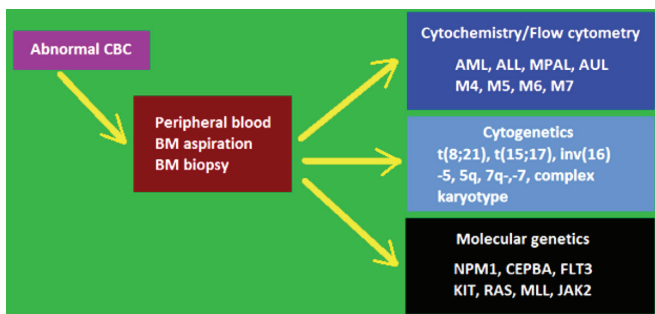 Abnormal CBC
Peripheral blood
BM aspiration
BM biopsy
Cytochemistry/Flow cytometry
AML, ALL, MPAL, AUL
M4, M5, M6, M7
Cytogenetics
t(8;21), t(15;17), inv(16)
-5, 5q, 7q-,-7, complex
karyotype
Molecular genetics
NPM1, CEPBA, FLT3
KIT, RAS, MLL, JAK2